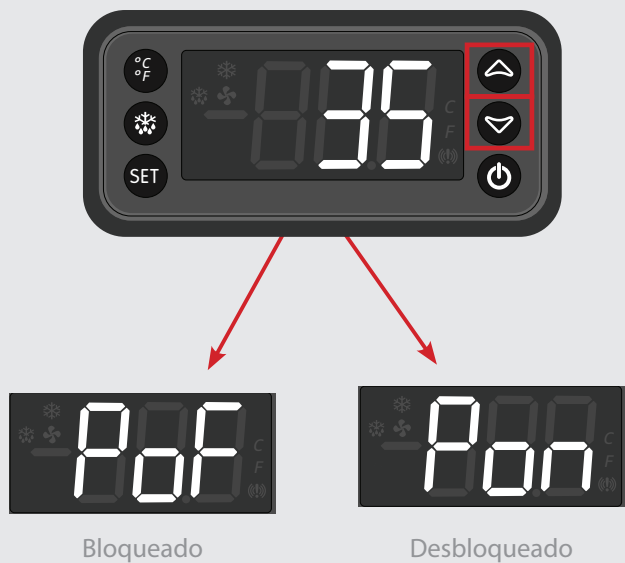 °C
°F
SET
35
C
F
PoF
C
F
Pon
C
F
Bloqueado
Desbloqueado